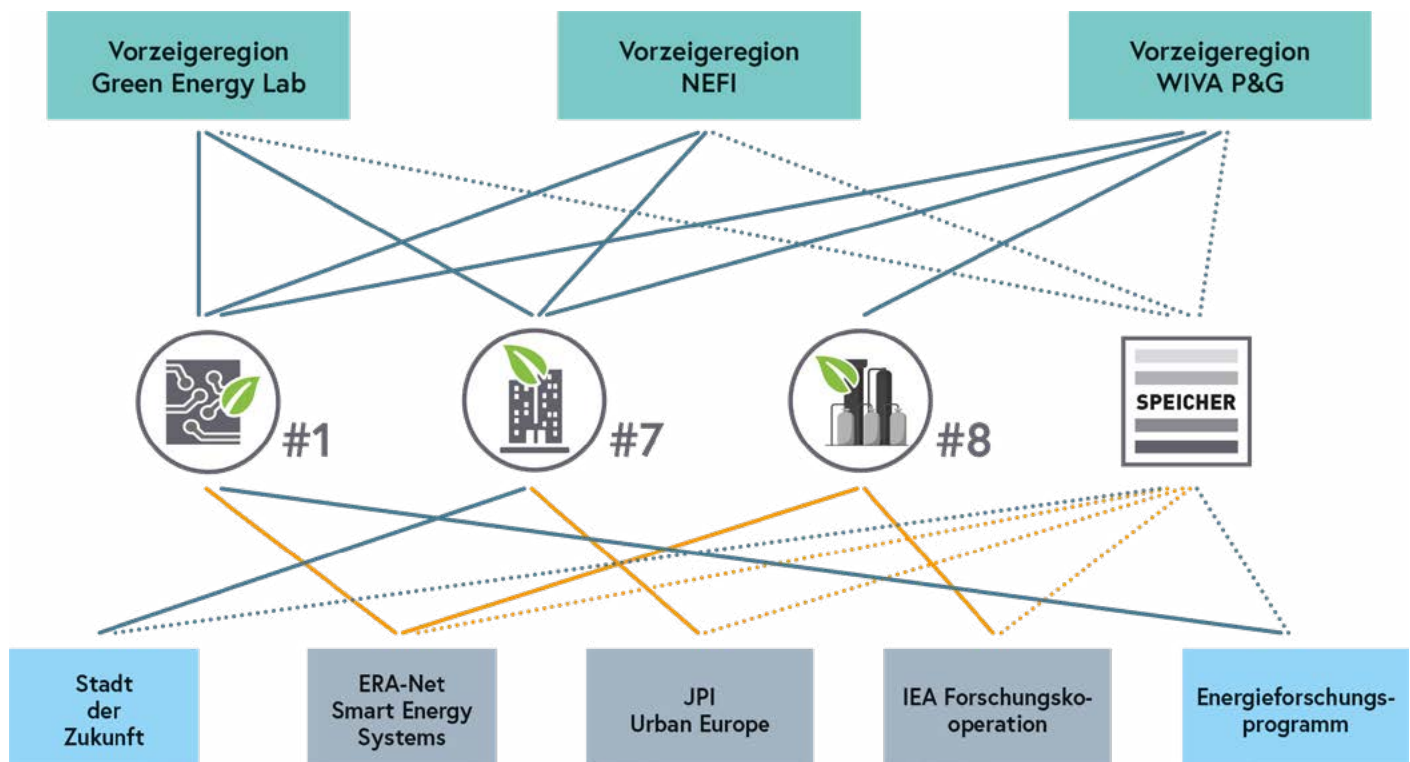 Vorzeigeregion
Green Energy Lab
Vorzeigeregion
NEFI
Vorzeigeregion
WIVA P&G
#1
#7
#8
SPEICHER
Stadt
der
Zukunft
ERA-Net
Smart Energy
Systems
JPI
Urban Europe
IEA Forschungsko-
operation
Energieforschungs-
programm